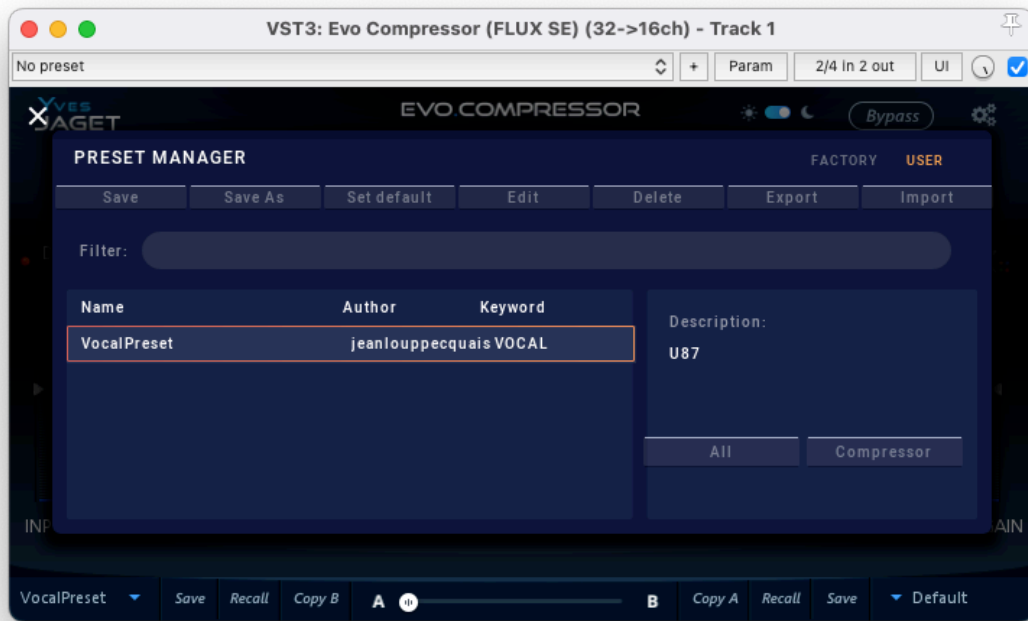 VST3: Evo Compressor (FLUX SE) (32->16ch) - Track 1
No preset + Param 2/4 in 2 out UI
YVES JAGET EVO.COMPRESSOR Bypass
PRESET MANAGER FACTORY USER
Save Save As Set default Edit Delete Export Import
Filter:
Name Author Keyword
VocalPreset jeanlouppecquais VOCAL
Description:
U87
All Compressor
INP AIN
VocalPreset Save Recall Copy B A B Copy A Recall Save Default